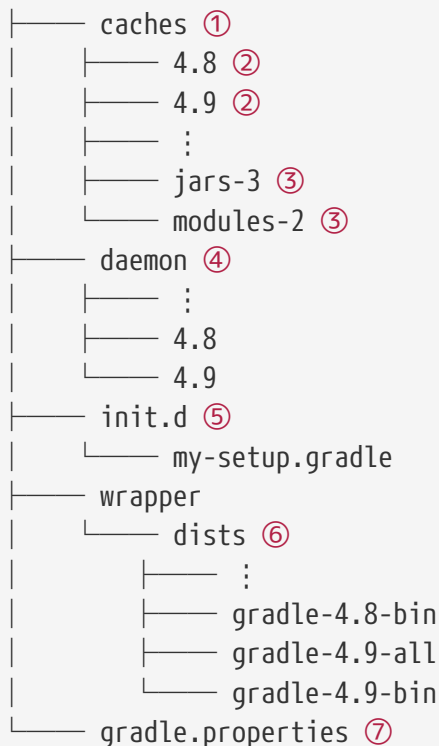 ├── caches ①
│   ├── 4.8 ②
│   ├── 4.9 ②
│   ├── ⋮
│   ├── jars-3 ③
│   └── modules-2 ③
├── daemon ④
│   ├── ⋮
│   ├── 4.8
│   └── 4.9
├── init.d ⑤
│   └── my-setup.gradle
├── wrapper
│   └── dists ⑥
│       ├── ⋮
│       ├── gradle-4.8-bin
│       ├── gradle-4.9-all
│       └── gradle-4.9-bin
└── gradle.properties ⑦